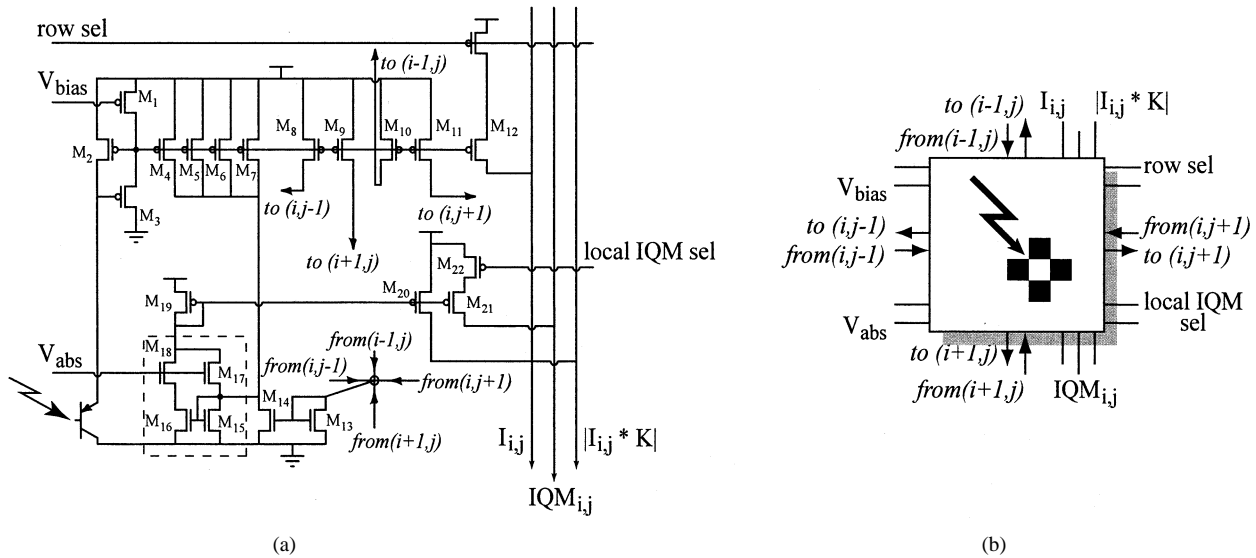 row sel
V_bias
M_1
M_2
M_3
M_4
M_5
M_6
M_7
M_8
M_9
M_10
M_11
M_12
to (i-1,j)
to (i,j-1)
to (i,j+1)
to (i+1,j)
local IQM sel
M_22
M_20
M_21
M_19
M_18
V_abs
M_17
M_14
M_16
M_15
M_13
from(i-1,j)
from(i,j-1)
from(i,j+1)
from(i+1,j)
I_i,j
|I_i,j * K|
IQM_i,j
(a)
to (i-1,j)
I_i,j
|I_i,j * K|
from(i-1,j)
row sel
V_bias
to (i,j-1)
from(i,j+1)
from(i,j-1)
to (i,j+1)
local IQM
sel
V_abs
to (i+1,j)
from(i+1,j)
IQM_i,j
(b)